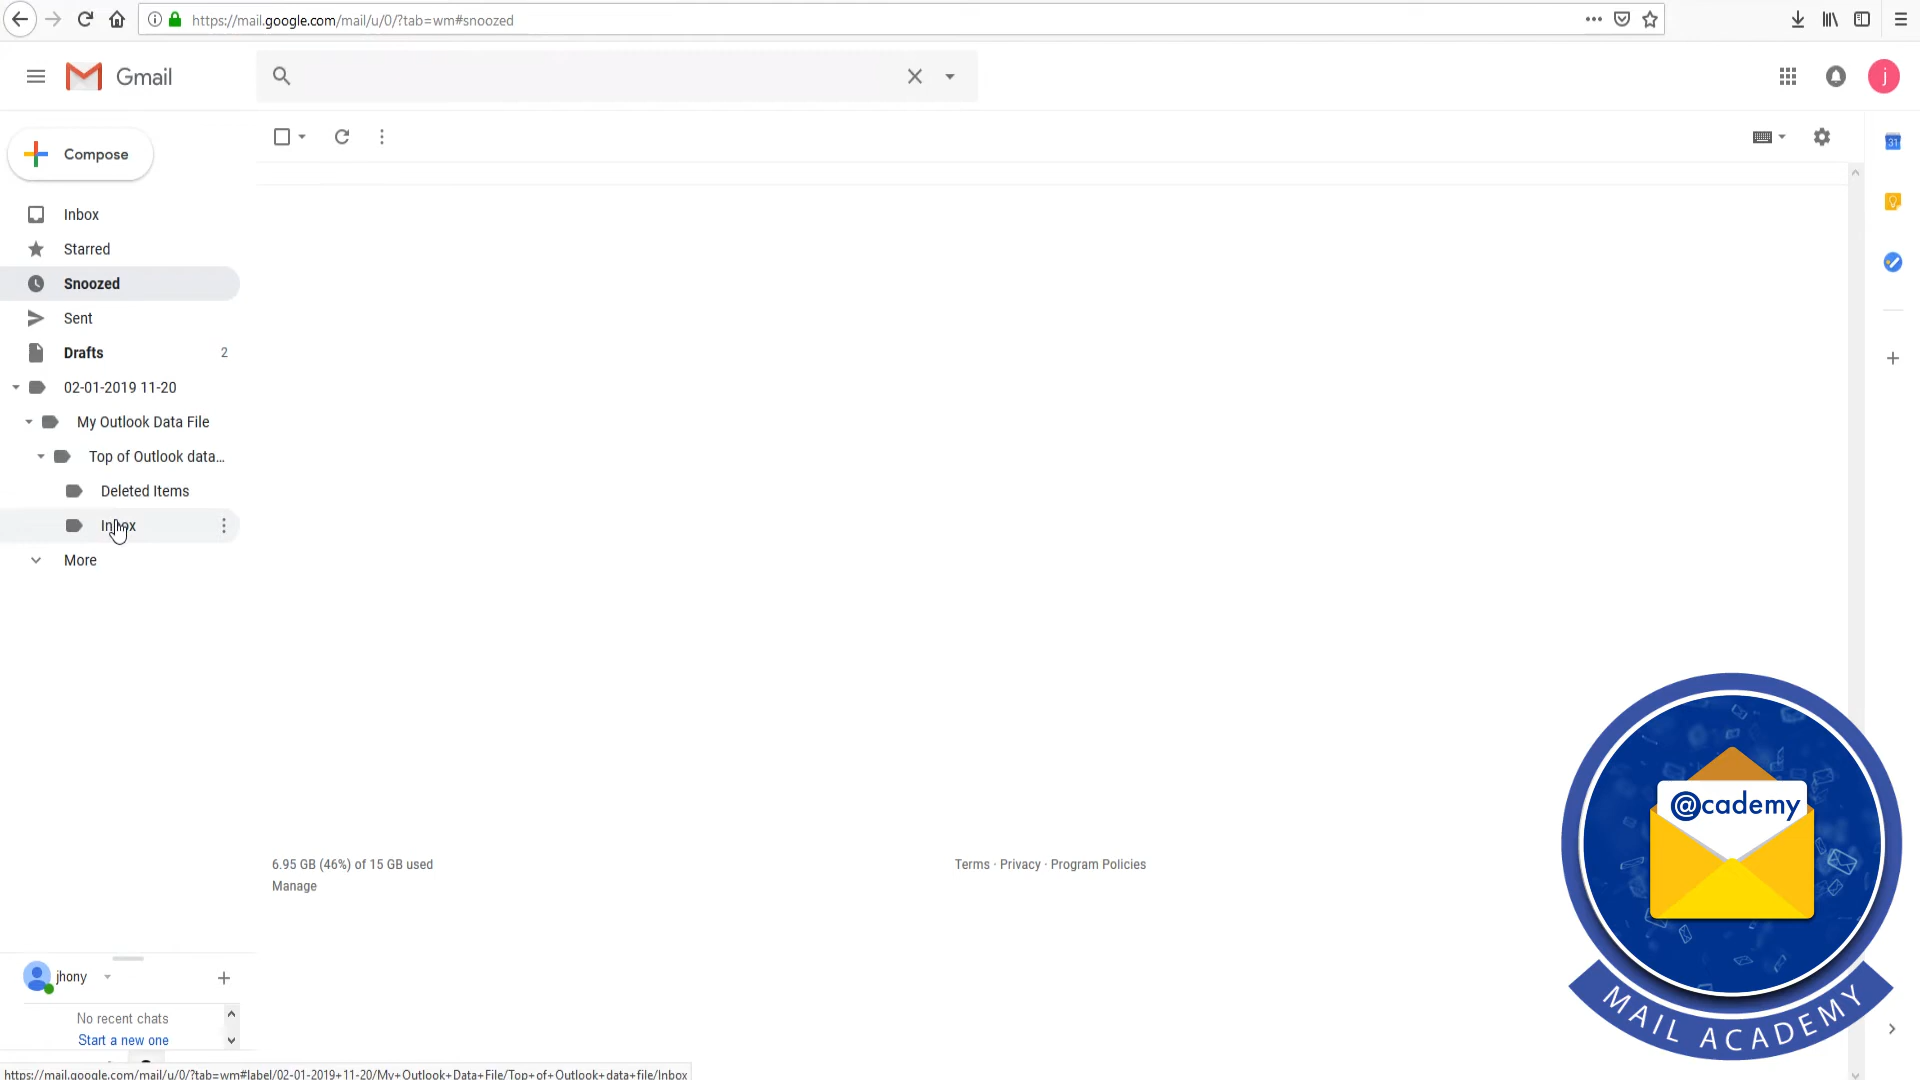 https://mail.google.com/mail/u/0/?tab=wm#snoozed
Gmail
j
Compose
31
Inbox
Starred
Snoozed
Sent
Drafts 2
02-01-2019 11-20
My Outlook Data File
Top of Outlook data...
Deleted Items
Inbox
More
@cademy
MAIL ACADEMY
6.95 GB (46%) of 15 GB used
Manage
Terms · Privacy · Program Policies
jhony
No recent chats
Start a new one
https://mail.google.com/mail/u/0/?tab=wm#label/02-01-2019+11-20/My+Outlook+Data+File/Top+of+Outlook+data+file/Inbox